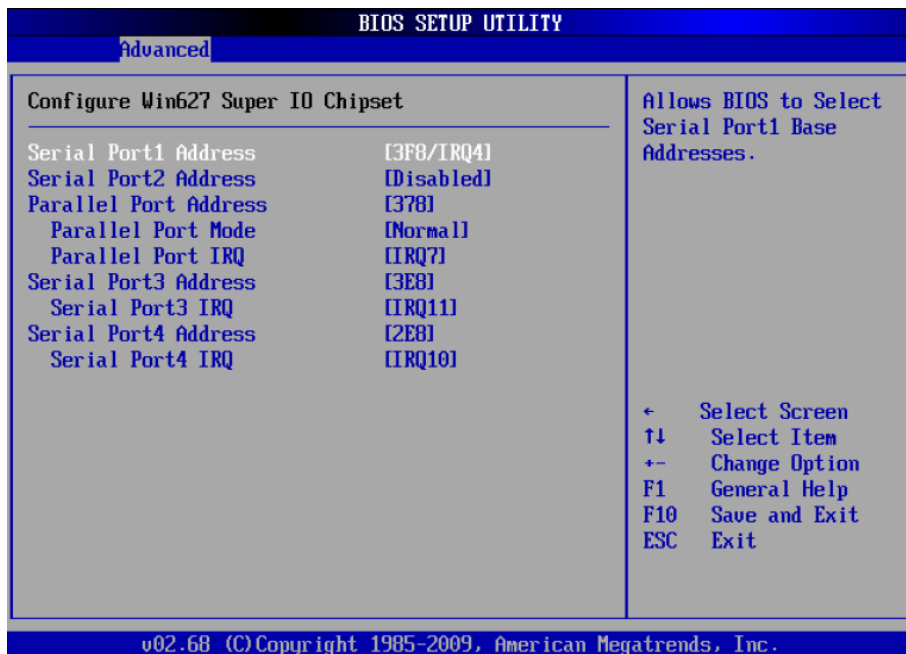 BIOS SETUP UTILITY
Advanced
Configure Win627 Super IO Chipset
Serial Port1 Address [3F8/IRQ4]
Serial Port2 Address [Disabled]
Parallel Port Address [378]
Parallel Port Mode [Normal]
Parallel Port IRQ [IRQ7]
Serial Port3 Address [3E8]
Serial Port3 IRQ [IRQ11]
Serial Port4 Address [2E8]
Serial Port4 IRQ [IRQ10]
Allows BIOS to Select
Serial Port1 Base
Addresses.
← Select Screen
↑↓ Select Item
+- Change Option
F1 General Help
F10 Save and Exit
ESC Exit
v02.68 (C)Copyright 1985-2009, American Megatrends, Inc.